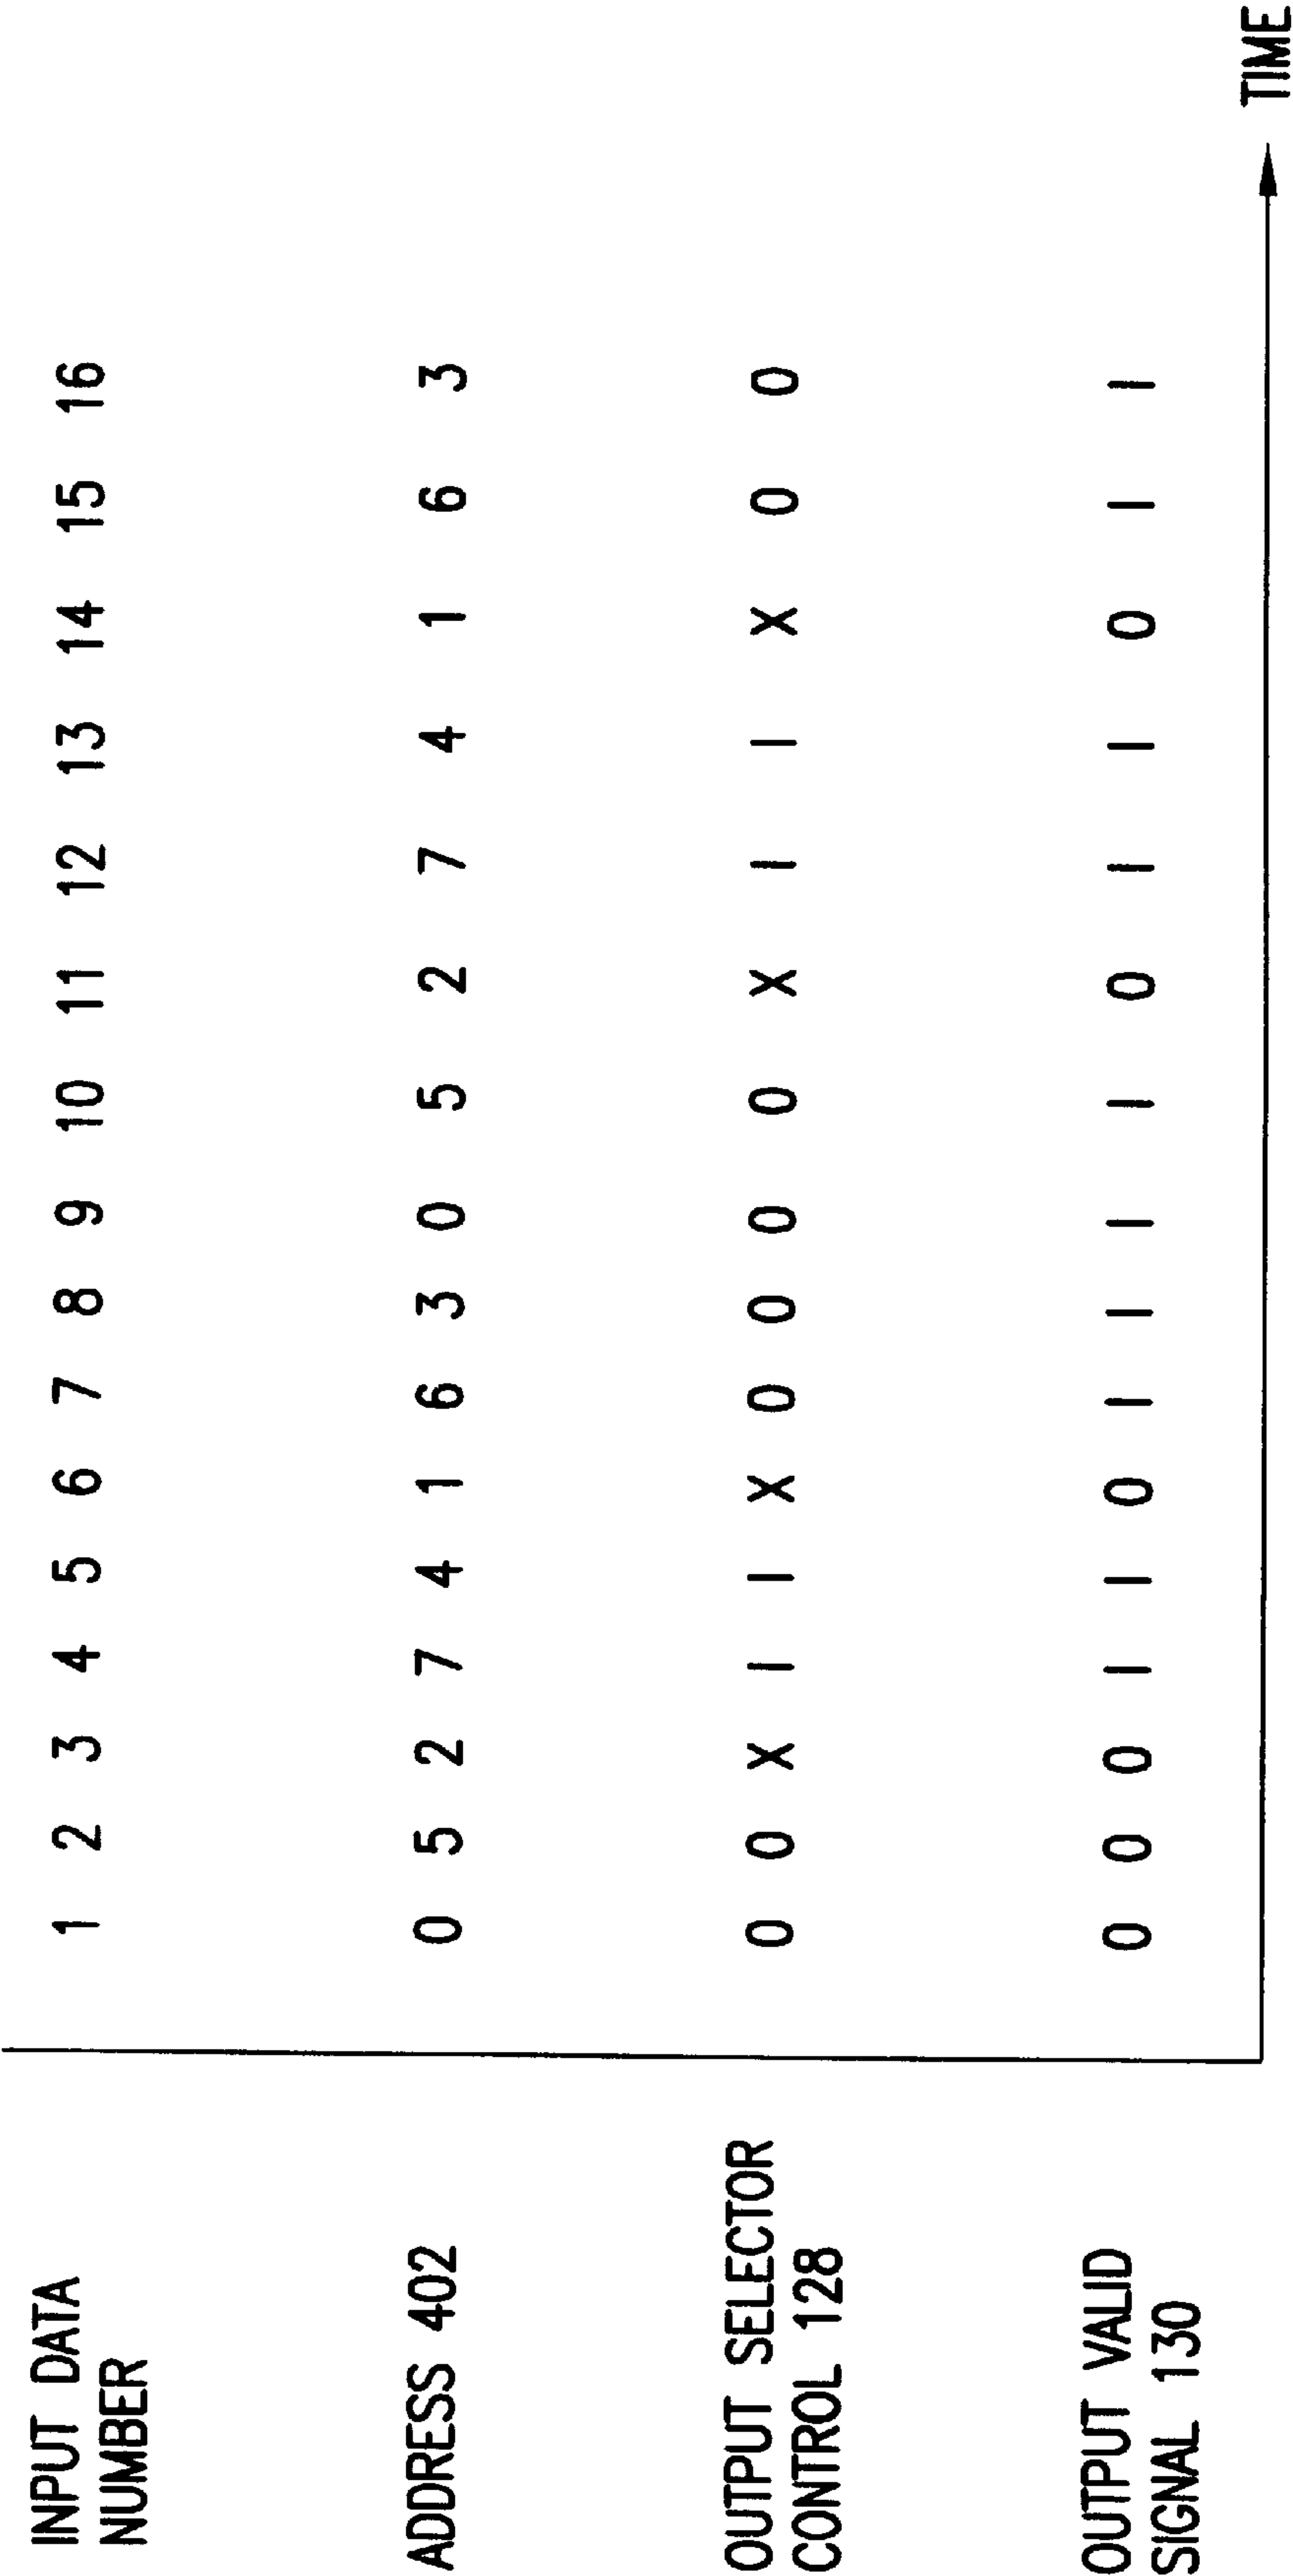 INPUT DATA NUMBER 1 2 3 4 5 6 7 8 9 10 11 12 13 14 15 16
ADDRESS 402 0 5 2 7 4 1 6 3 0 5 2 7 4 1 6 3
OUTPUT SELECTOR CONTROL 128 0 0 X 1 1 X 0 0 0 0 X 1 1 X 0 0
OUTPUT VALID SIGNAL 130 0 0 0 1 1 0 1 1 1 1 0 1 1 0 1 1
TIME